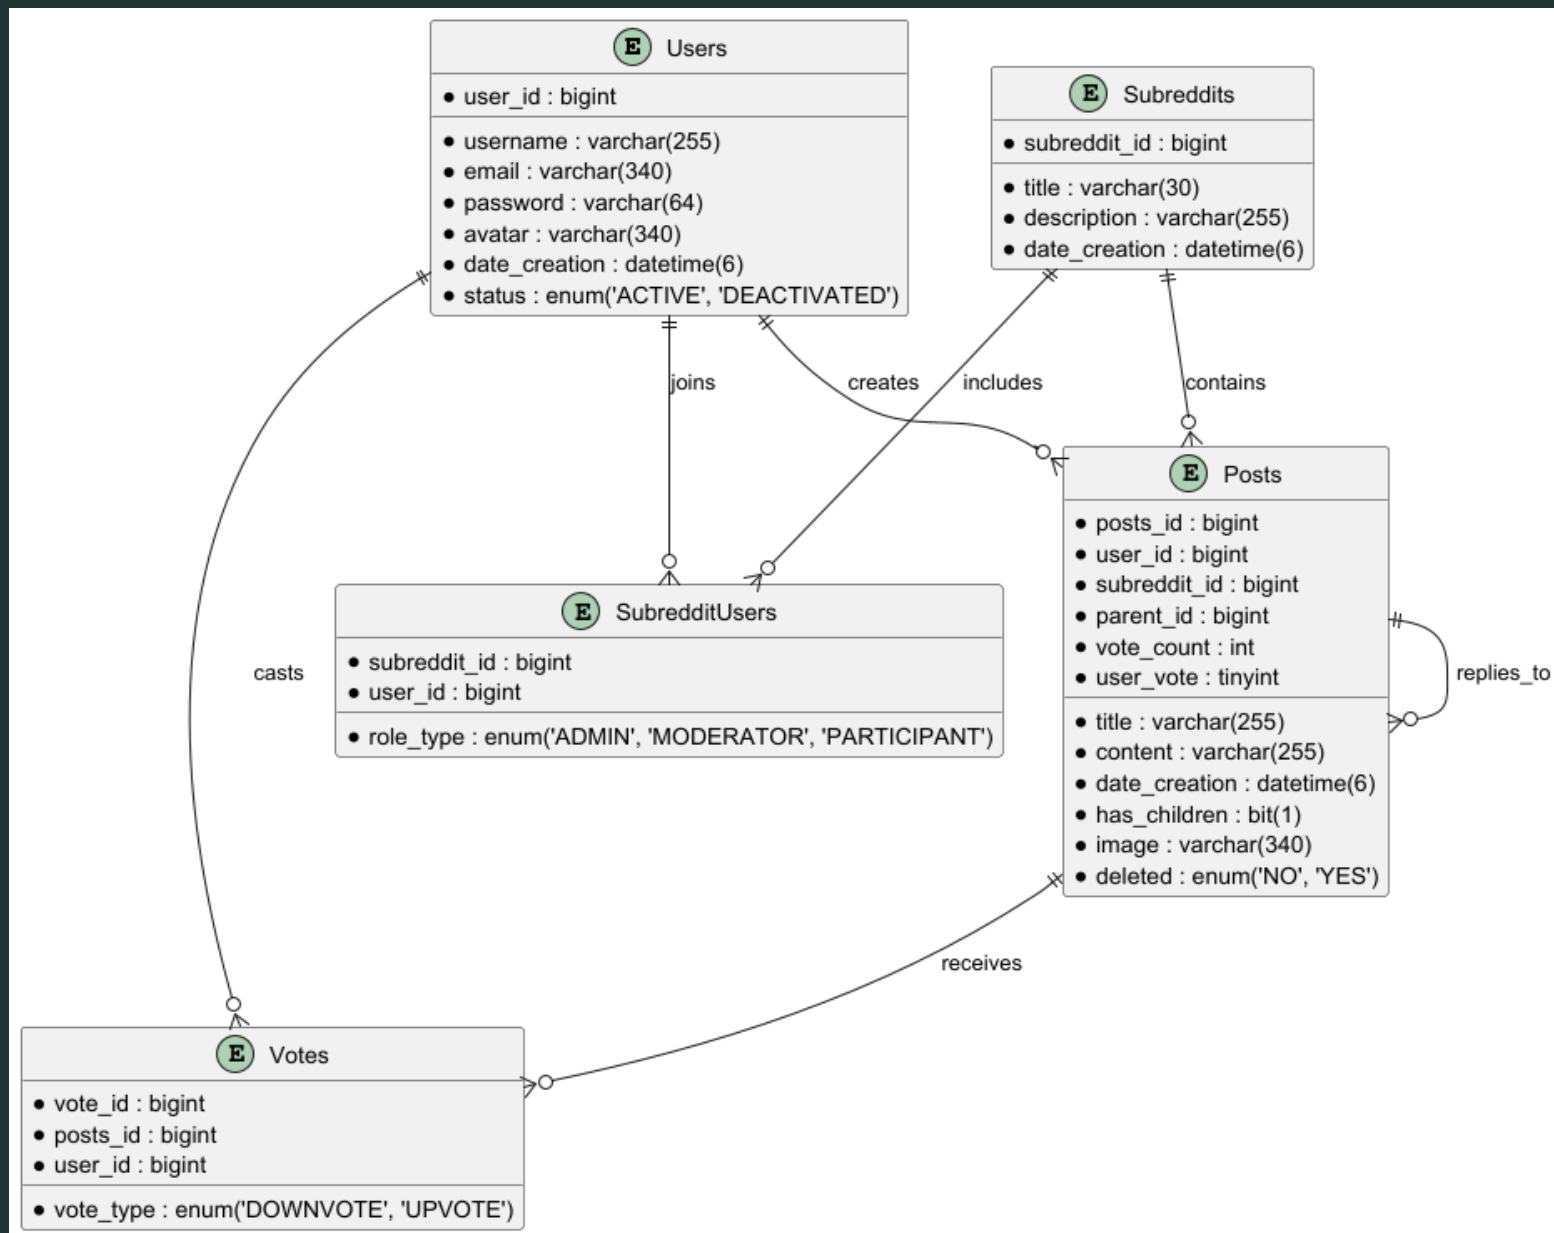 E Users
user_id : bigint
username : varchar(255)
email : varchar(340)
password : varchar(64)
avatar : varchar(340)
date_creation : datetime(6)
status : enum('ACTIVE', 'DEACTIVATED')
E Subreddits
subreddit_id : bigint
title : varchar(30)
description : varchar(255)
date_creation : datetime(6)
joins
creates
includes
contains
E Posts
posts_id : bigint
user_id : bigint
subreddit_id : bigint
parent_id : bigint
vote_count : int
user_vote : tinyint
title : varchar(255)
content : varchar(255)
date_creation : datetime(6)
has_children : bit(1)
image : varchar(340)
deleted : enum('NO', 'YES')
replies_to
E SubredditUsers
subreddit_id : bigint
user_id : bigint
role_type : enum('ADMIN', 'MODERATOR', 'PARTICIPANT')
casts
receives
E Votes
vote_id : bigint
posts_id : bigint
user_id : bigint
vote_type : enum('DOWNVOTE', 'UPVOTE')